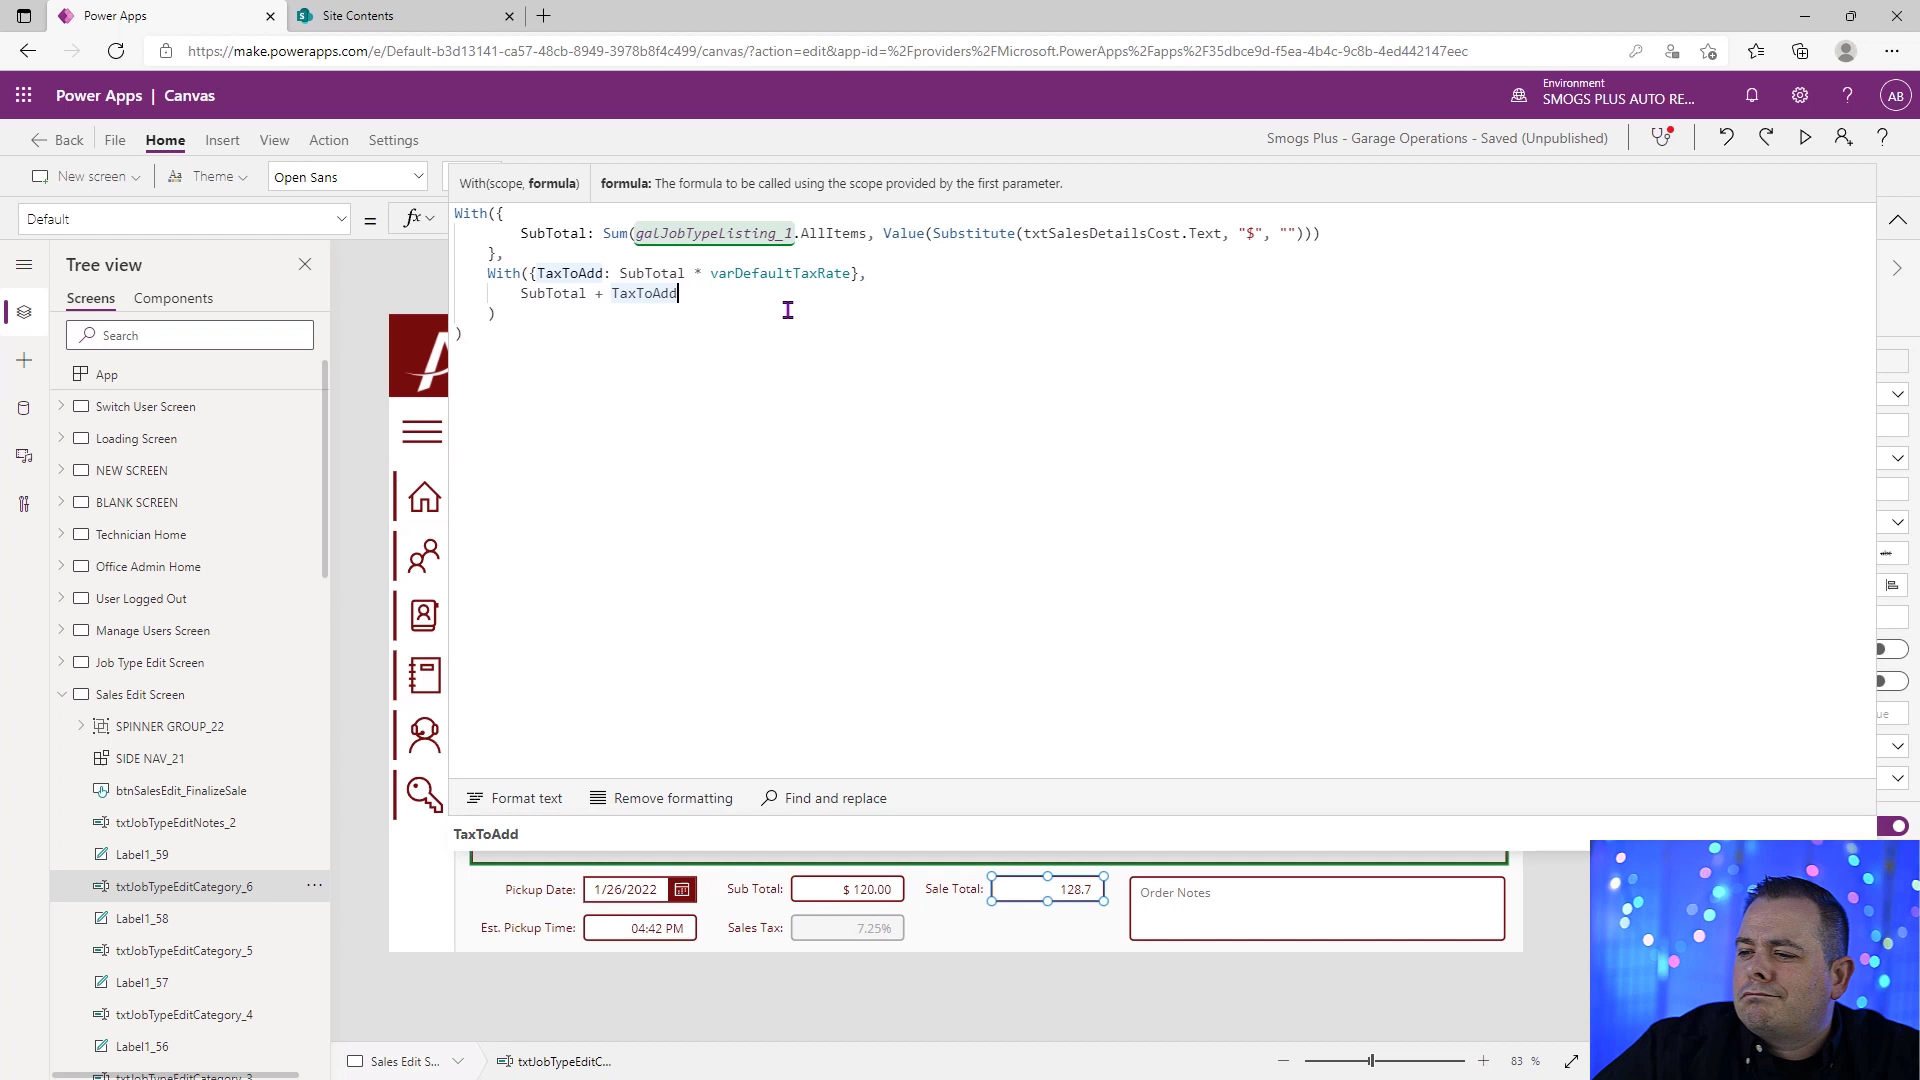 Power Apps
Site Contents
https://make.powerapps.com/e/Default-b3d13141-ca57-48cb-8949-3978b8f4c499/canvas/?action=edit&app-id=%2Fproviders%2FMicrosoft.PowerApps%2Fapps%2F35dbce9d-f5ea-4b4c-9c8b-4ed442147eec
Power Apps | Canvas
Environment
SMOGS PLUS AUTO RE...
AB
Back
File
Home
Insert
View
Action
Settings
Smogs Plus - Garage Operations - Saved (Unpublished)
New screen
Theme
Open Sans
With(scope, formula)
formula: The formula to be called using the scope provided by the first parameter.
Default
=
fx
With({
SubTotal: Sum(galJobTypeListing_1.AllItems, Value(Substitute(txtSalesDetailsCost.Text, "$", "")))
},
With({TaxToAdd: SubTotal * varDefaultTaxRate},
SubTotal + TaxToAdd
)
)
Tree view
Screens
Components
Search
App
Switch User Screen
Loading Screen
NEW SCREEN
BLANK SCREEN
Technician Home
Office Admin Home
User Logged Out
Manage Users Screen
Job Type Edit Screen
Sales Edit Screen
SPINNER GROUP_22
SIDE NAV_21
btnSalesEdit_FinalizeSale
txtJobTypeEditNotes_2
Label1_59
txtJobTypeEditCategory_6
Label1_58
txtJobTypeEditCategory_5
Label1_57
txtJobTypeEditCategory_4
Label1_56
txtJobTypeEditCategory_3
Format text
Remove formatting
Find and replace
TaxToAdd
Pickup Date:
1/26/2022
Sub Total:
$ 120.00
Sale Total:
128.7
Order Notes
Est. Pickup Time:
04:42 PM
Sales Tax:
7.25%
Sales Edit S...
txtJobTypeEditC...
83 %
ue